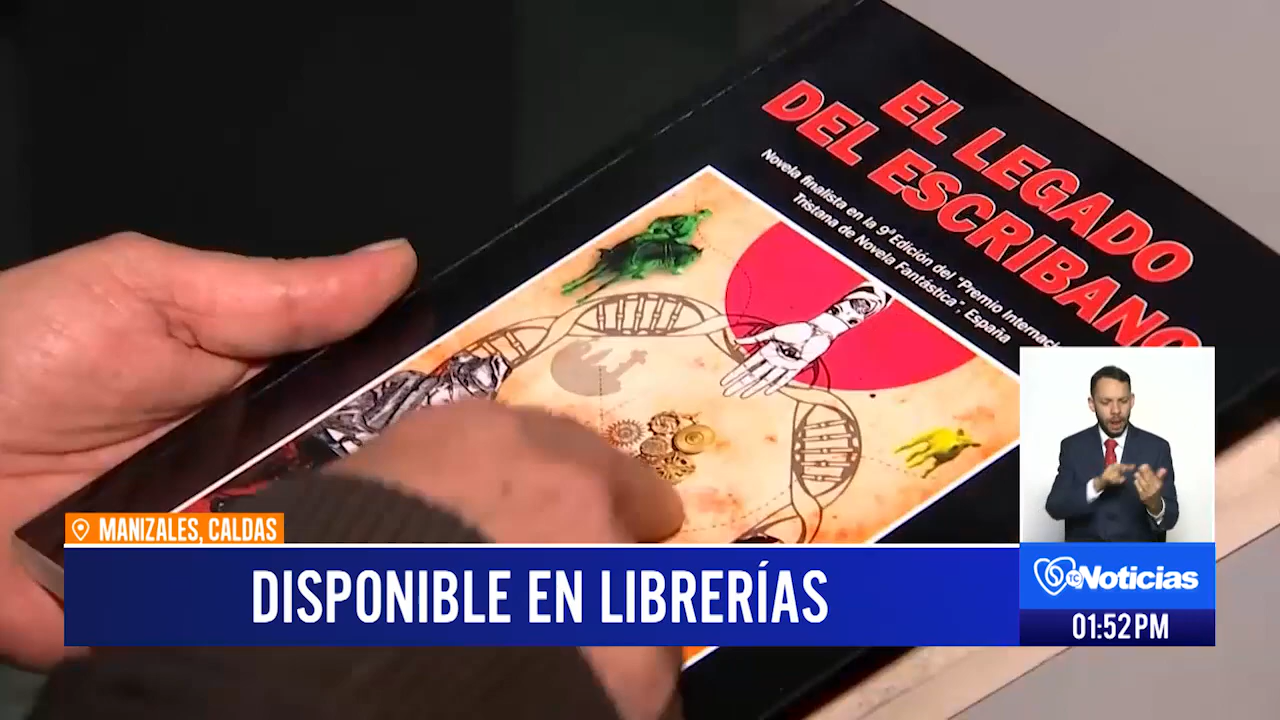 EL LEGADO
DEL ESCRIBANO
Novela finalista en la 9ª Edición del "Premio
Tristana de Novela Fantástica", España
MANIZALES, CALDAS
DISPONIBLE EN LIBRERÍAS
TC Noticias
01:52 PM